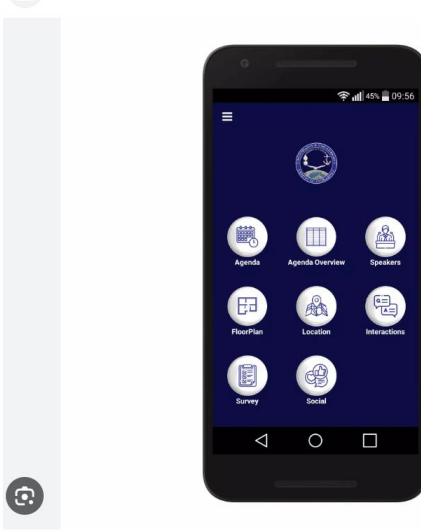 45% 09:56
Agenda Agenda Overview Speakers
FloorPlan Location Interactions
Survey Social